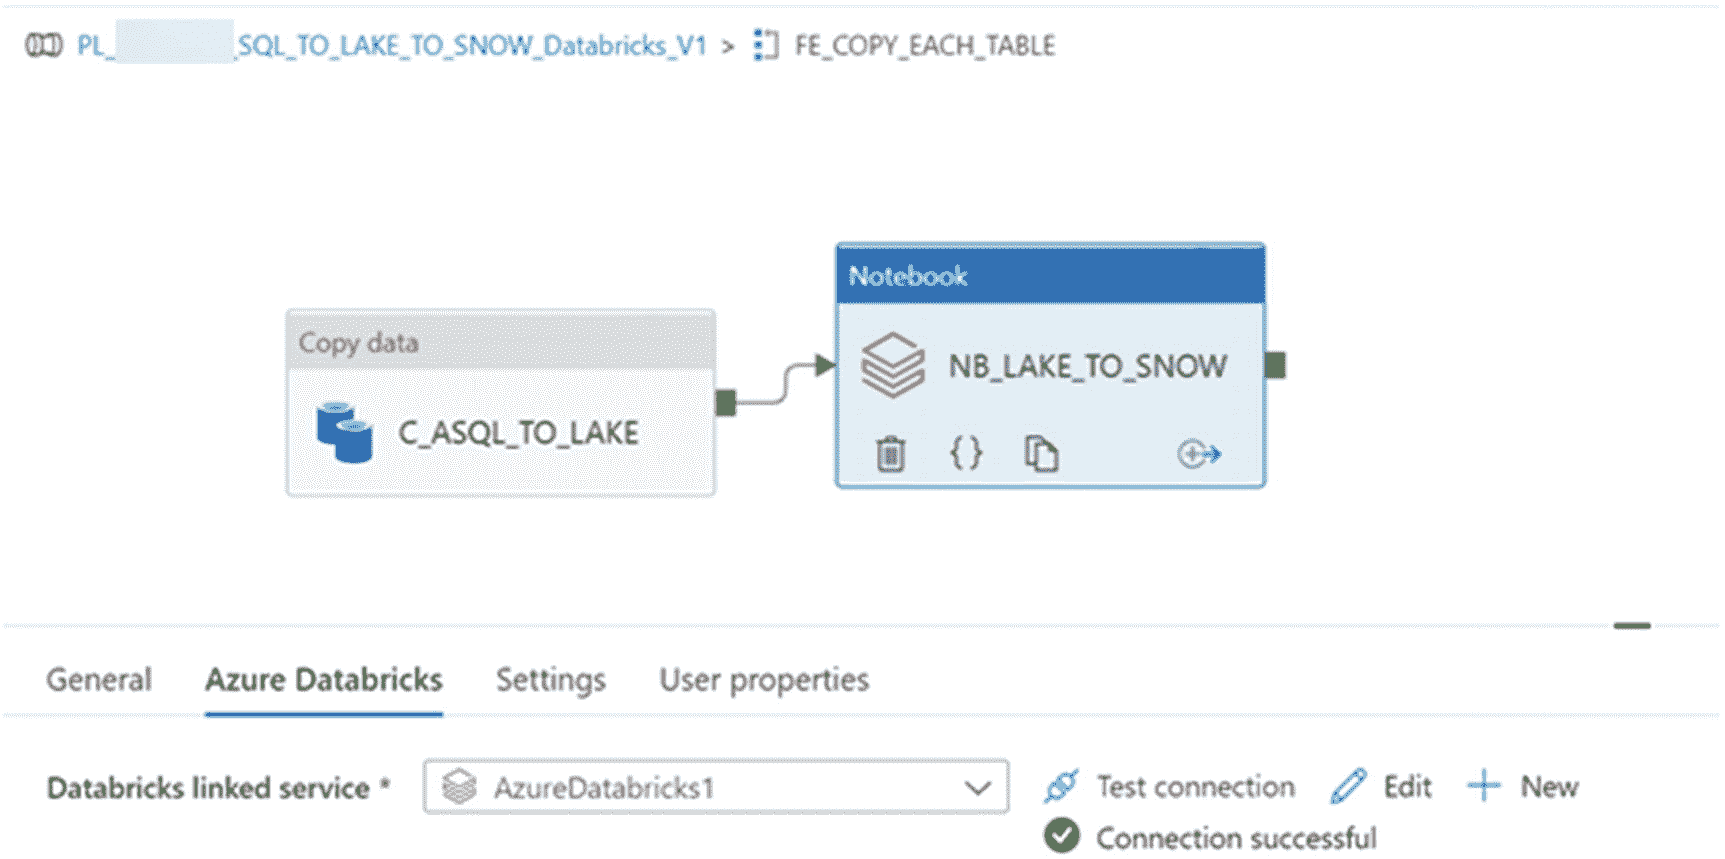 PL_ _SQL_TO_LAKE_TO_SNOW_Databricks_V1 > FE_COPY_EACH_TABLE
Notebook
NB_LAKE_TO_SNOW
{}
Copy data
C_ASQL_TO_LAKE
General Azure Databricks Settings User properties
Databricks linked service * AzureDatabricks1 Test connection Edit + New
Connection successful